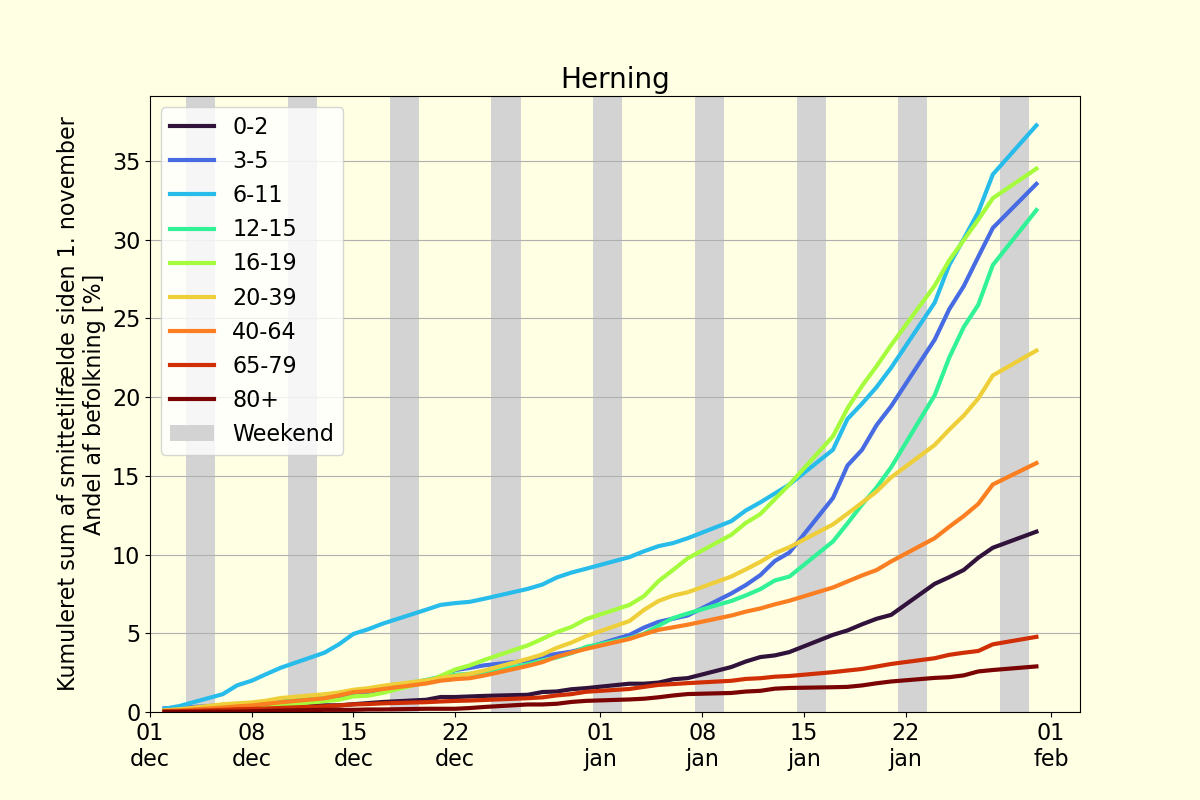 Herning
Kumuleret sum af smittetilfælde siden 1. november
Andel af befolkning [%]
0-2
3-5
6-11
12-15
16-19
20-39
40-64
65-79
80+
Weekend
35
30
25
20
15
10
5
0
01 08 15 22 01 08 15 22 01
dec dec dec dec jan jan jan jan feb